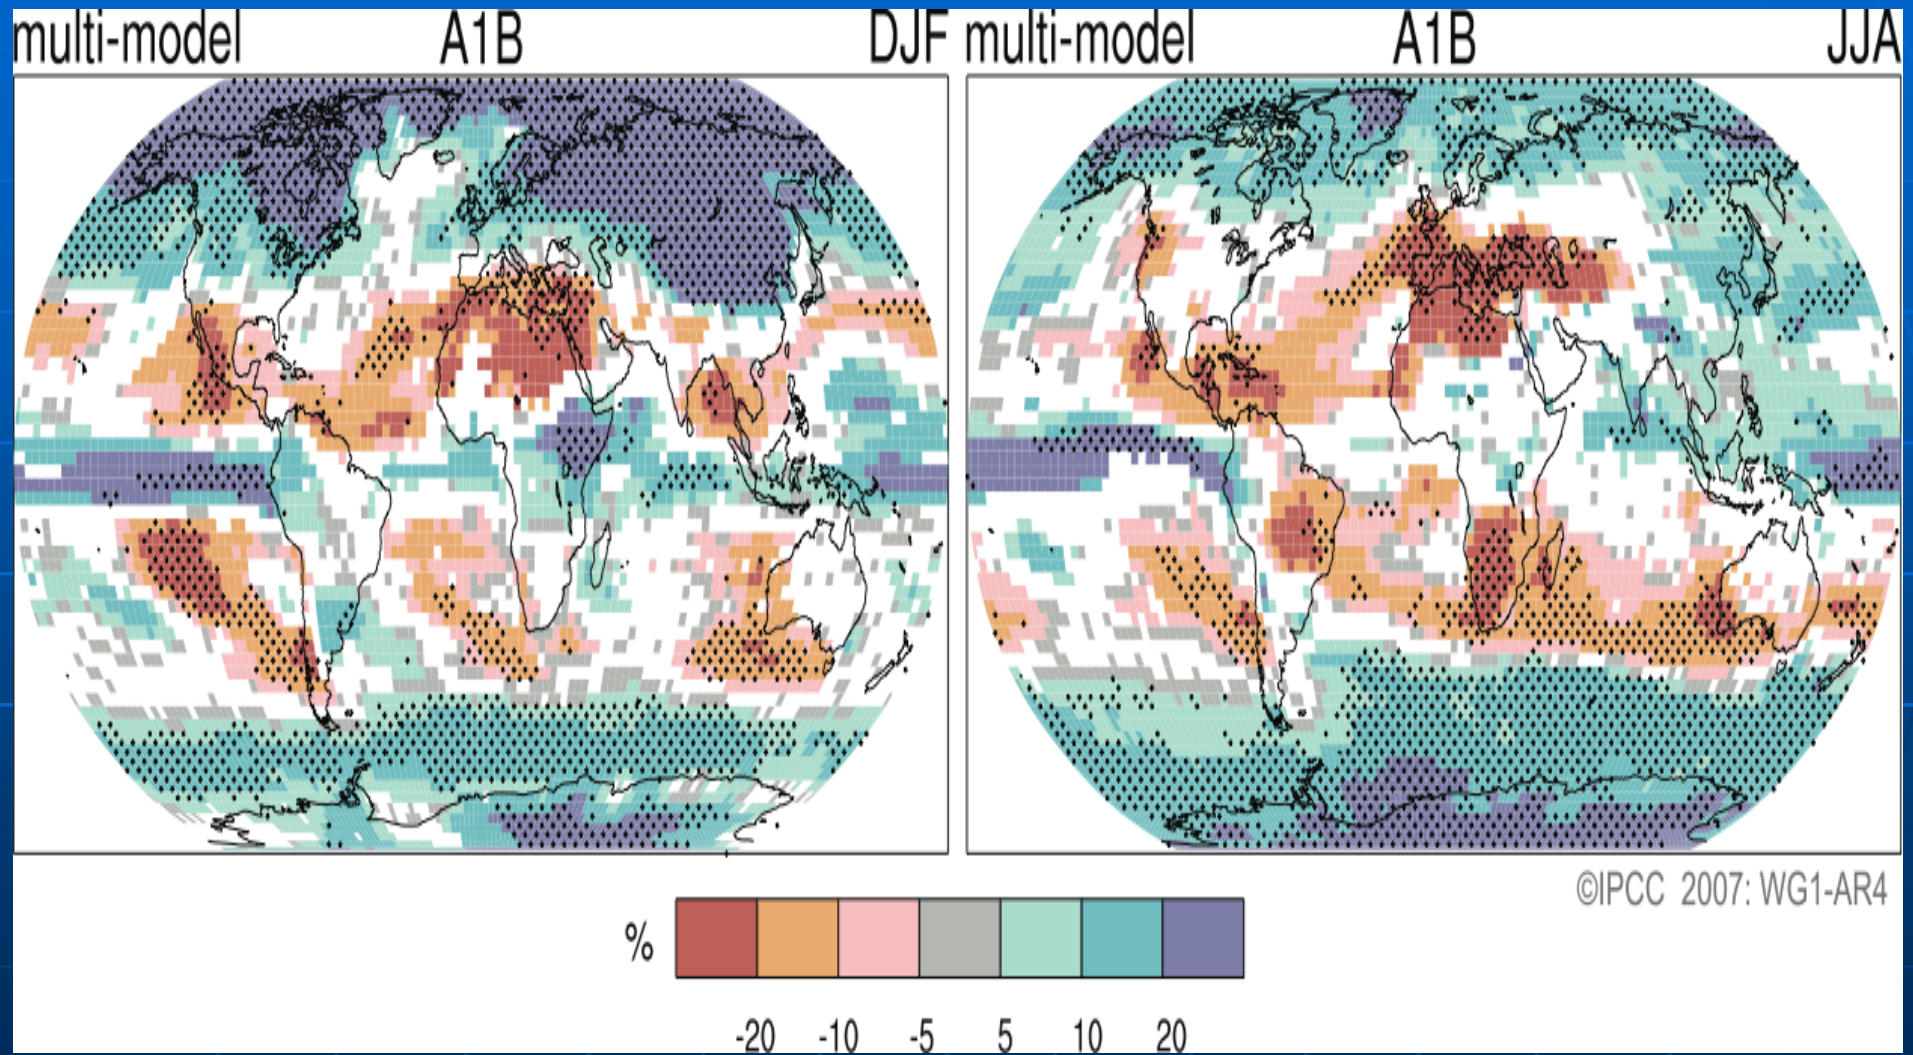 multi-model A1B DJF
multi-model A1B JJA
©IPCC 2007: WG1-AR4
%
-20 -10 -5 5 10 20